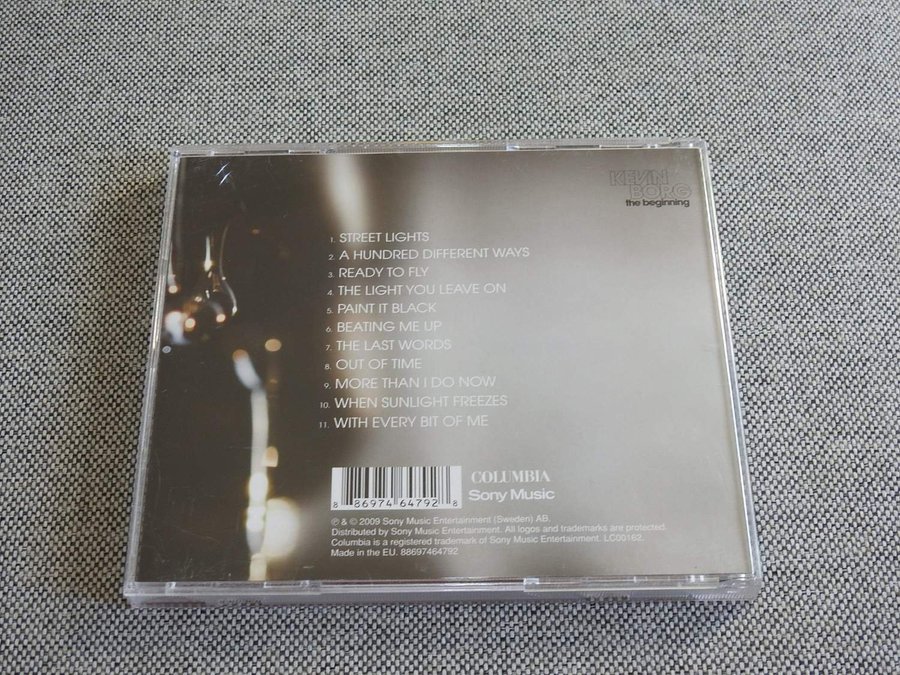 KEVIN
BORG
the beginning
1. STREET LIGHTS
2. A HUNDRED DIFFERENT WAYS
3. READY TO FLY
4. THE LIGHT YOU LEAVE ON
5. PAINT IT BLACK
6. BEATING ME UP
7. THE LAST WORDS
8. OUT OF TIME
9. MORE THAN I DO NOW
10. WHEN SUNLIGHT FREEZES
11. WITH EVERY BIT OF ME
8 86974 64792 8
COLUMBIA
Sony Music
℗ & © 2009 Sony Music Entertainment (Sweden) AB.
Distributed by Sony Music Entertainment. All logos and trademarks are protected.
Columbia is a registered trademark of Sony Music Entertainment. LC00162.
Made in the EU. 88697464792